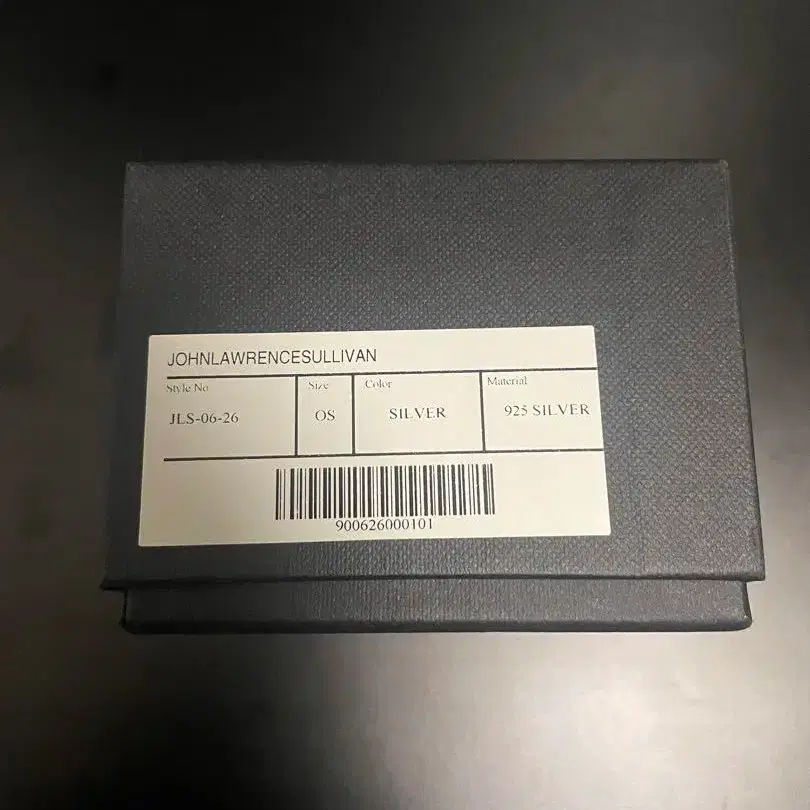 JOHNLAWRENCESULLIVAN
Style No Size Color Material
JLS-06-26 OS SILVER 925 SILVER
900626000101